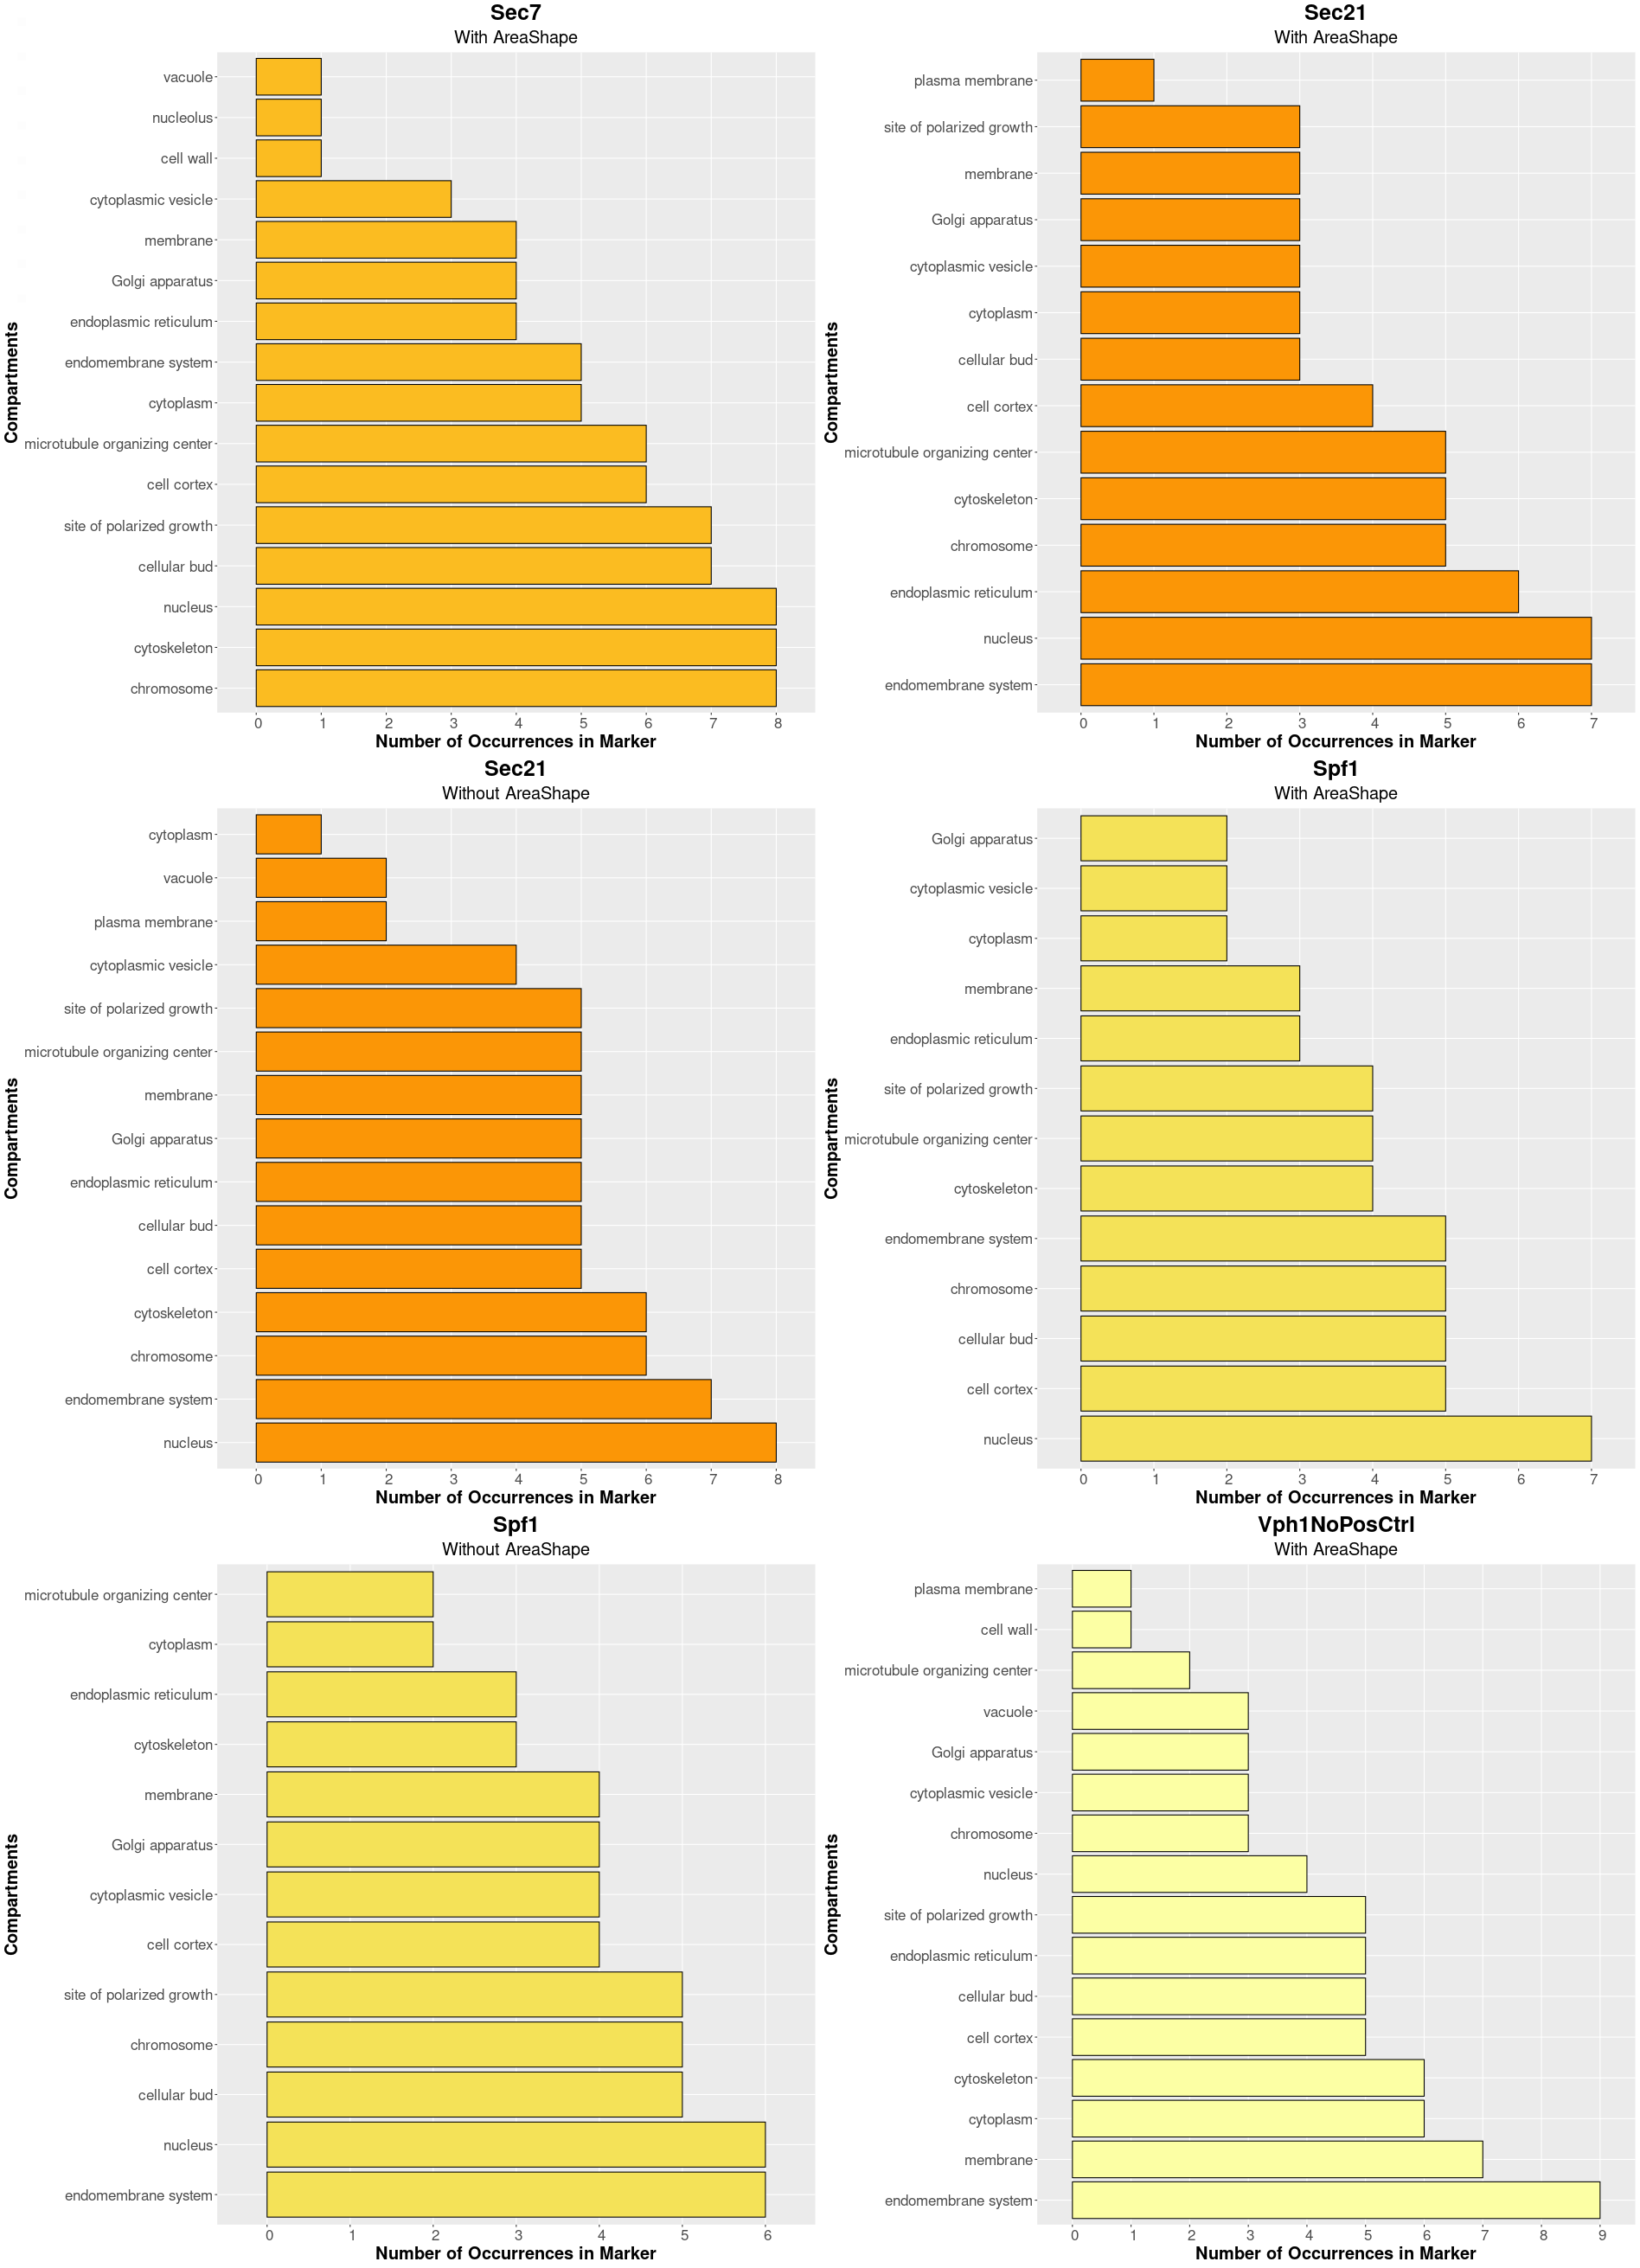 Sec7
With AreaShape
Compartments
vacuole
nucleolus
cell wall
cytoplasmic vesicle
membrane
Golgi apparatus
endoplasmic reticulum
endomembrane system
cytoplasm
microtubule organizing center
cell cortex
site of polarized growth
cellular bud
nucleus
cytoskeleton
chromosome
0 1 2 3 4 5 6 7 8
Number of Occurrences in Marker
Sec21
With AreaShape
Compartments
plasma membrane
site of polarized growth
membrane
Golgi apparatus
cytoplasmic vesicle
cytoplasm
cellular bud
cell cortex
microtubule organizing center
cytoskeleton
chromosome
endoplasmic reticulum
nucleus
endomembrane system
0 1 2 3 4 5 6 7
Number of Occurrences in Marker
Sec21
Without AreaShape
Compartments
cytoplasm
vacuole
plasma membrane
cytoplasmic vesicle
site of polarized growth
microtubule organizing center
membrane
Golgi apparatus
endoplasmic reticulum
cellular bud
cell cortex
cytoskeleton
chromosome
endomembrane system
nucleus
0 1 2 3 4 5 6 7 8
Number of Occurrences in Marker
Spf1
With AreaShape
Compartments
Golgi apparatus
cytoplasmic vesicle
cytoplasm
membrane
endoplasmic reticulum
site of polarized growth
microtubule organizing center
cytoskeleton
endomembrane system
chromosome
cellular bud
cell cortex
nucleus
0 1 2 3 4 5 6 7
Number of Occurrences in Marker
Spf1
Without AreaShape
Compartments
microtubule organizing center
cytoplasm
endoplasmic reticulum
cytoskeleton
membrane
Golgi apparatus
cytoplasmic vesicle
cell cortex
site of polarized growth
chromosome
cellular bud
nucleus
endomembrane system
0 1 2 3 4 5 6
Number of Occurrences in Marker
Vph1NoPosCtrl
With AreaShape
Compartments
plasma membrane
cell wall
microtubule organizing center
vacuole
Golgi apparatus
cytoplasmic vesicle
chromosome
nucleus
site of polarized growth
endoplasmic reticulum
cellular bud
cell cortex
cytoskeleton
cytoplasm
membrane
endomembrane system
0 1 2 3 4 5 6 7 8 9
Number of Occurrences in Marker